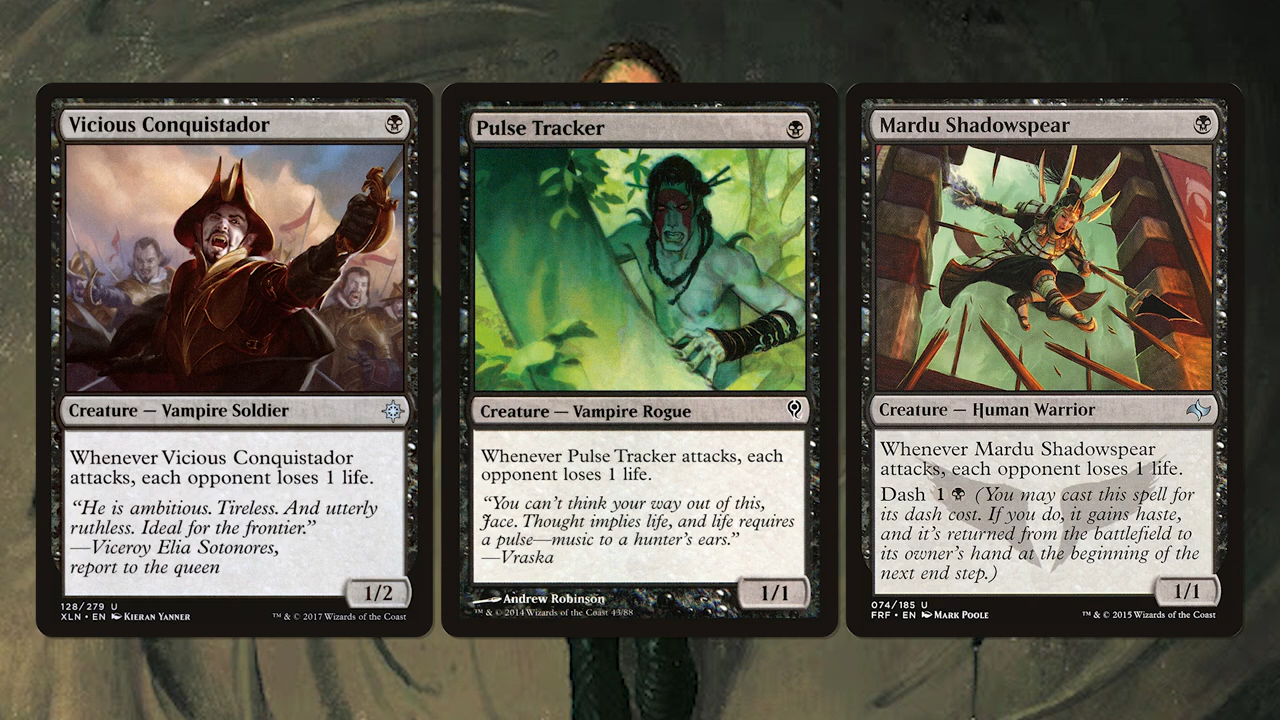 Vicious Conquistador
Creature — Vampire Soldier
Whenever Vicious Conquistador
attacks, each opponent loses 1 life.
“He is ambitious. Tireless. And utterly
ruthless. Ideal for the frontier.”
—Viceroy Elia Sotonores,
report to the queen
1/2
128/279 U
XLN • EN Kieran Yanner
™ & © 2017 Wizards of the Coast
Pulse Tracker
Creature — Vampire Rogue
Whenever Pulse Tracker attacks, each
opponent loses 1 life.
“You can’t think your way out of this,
Jace. Thought implies life, and life requires
a pulse—music to a hunter’s ears.”
—Vraska
1/1
Andrew Robinson
™ & © 2014 Wizards of the Coast 43/88
Mardu Shadowspear
Creature — Human Warrior
Whenever Mardu Shadowspear
attacks, each opponent loses 1 life.
Dash 1 (You may cast this spell for
its dash cost. If you do, it gains haste,
and it’s returned from the battlefield to
its owner’s hand at the beginning of the
next end step.)
1/1
074/185 U
FRF • EN Mark Poole
™ & © 2015 Wizards of the Coast